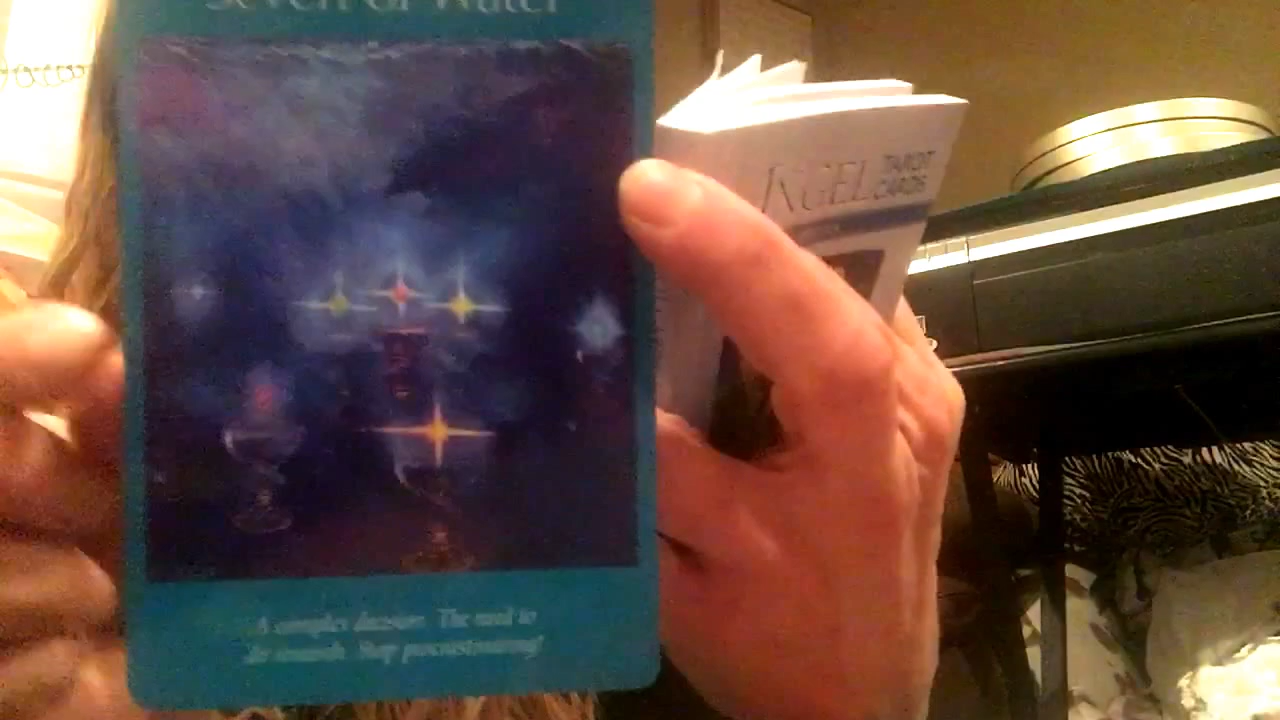 Seven of Water
ANGEL TAROT
CARDS
A complex decision. The need to
do research. Stop procrastinating!